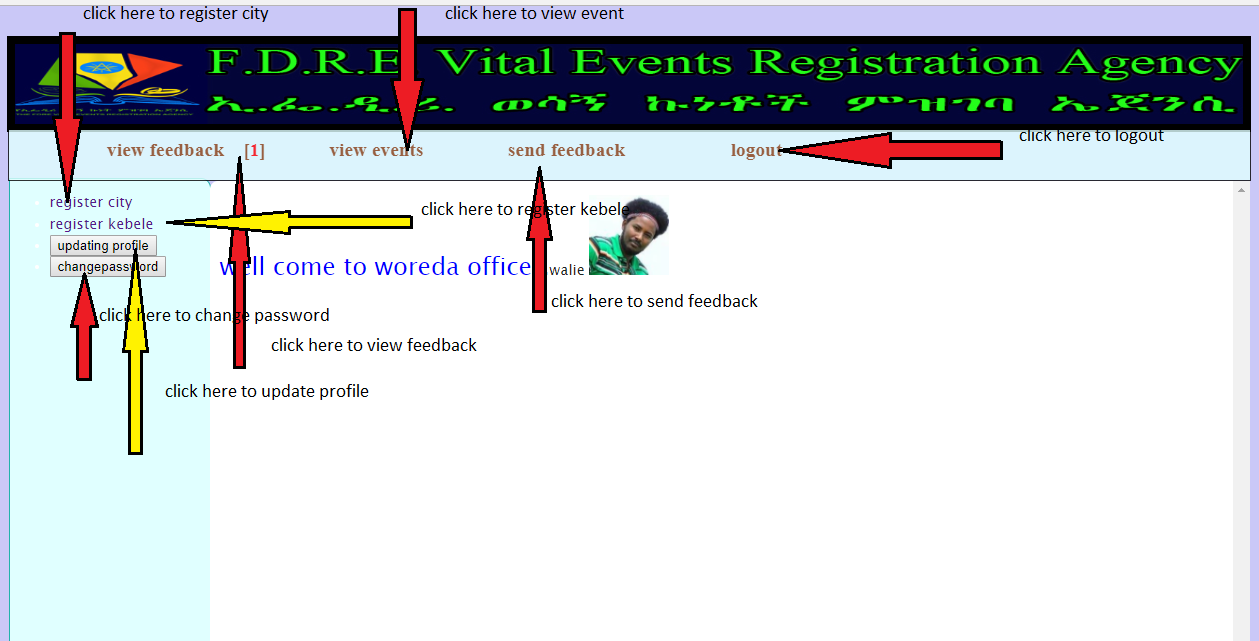 click here to register city
click here to view event
F.D.R.E Vital Events Registration Agency
ኢ..ፌ.ዲ.ሪ. ወሳኝ ኩነቶች ምዝገባ ኤጀንሲ
click here to logout
view feedback [1] view events send feedback logout
register city
click here to register kebele
register kebele
updating profile
changepassword
well come to woreda office walie
click here to send feedback
click here to change password
click here to view feedback
click here to update profile